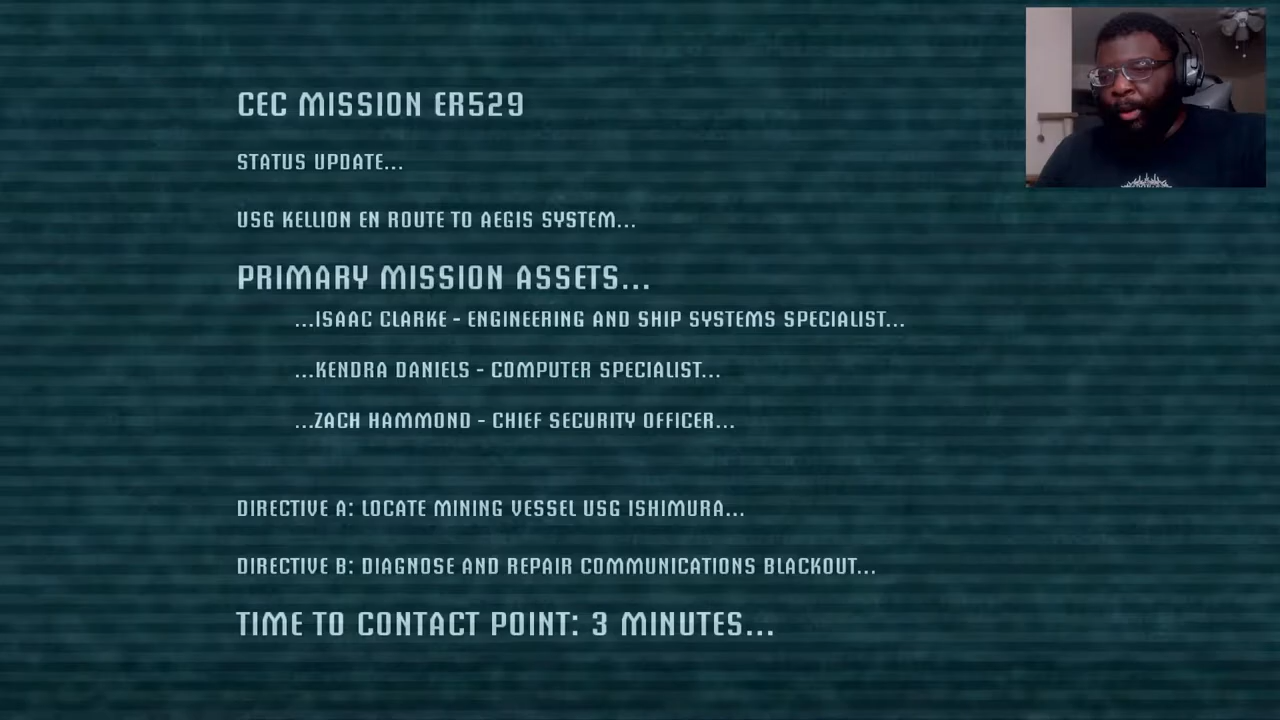 CEC MISSION ER529
STATUS UPDATE...
USG KELLION EN ROUTE TO AEGIS SYSTEM...
PRIMARY MISSION ASSETS...
...ISAAC CLARKE - ENGINEERING AND SHIP SYSTEMS SPECIALIST...
...KENDRA DANIELS - COMPUTER SPECIALIST...
...ZACH HAMMOND - CHIEF SECURITY OFFICER...
DIRECTIVE A: LOCATE MINING VESSEL USG ISHIMURA...
DIRECTIVE B: DIAGNOSE AND REPAIR COMMUNICATIONS BLACKOUT...
TIME TO CONTACT POINT: 3 MINUTES...